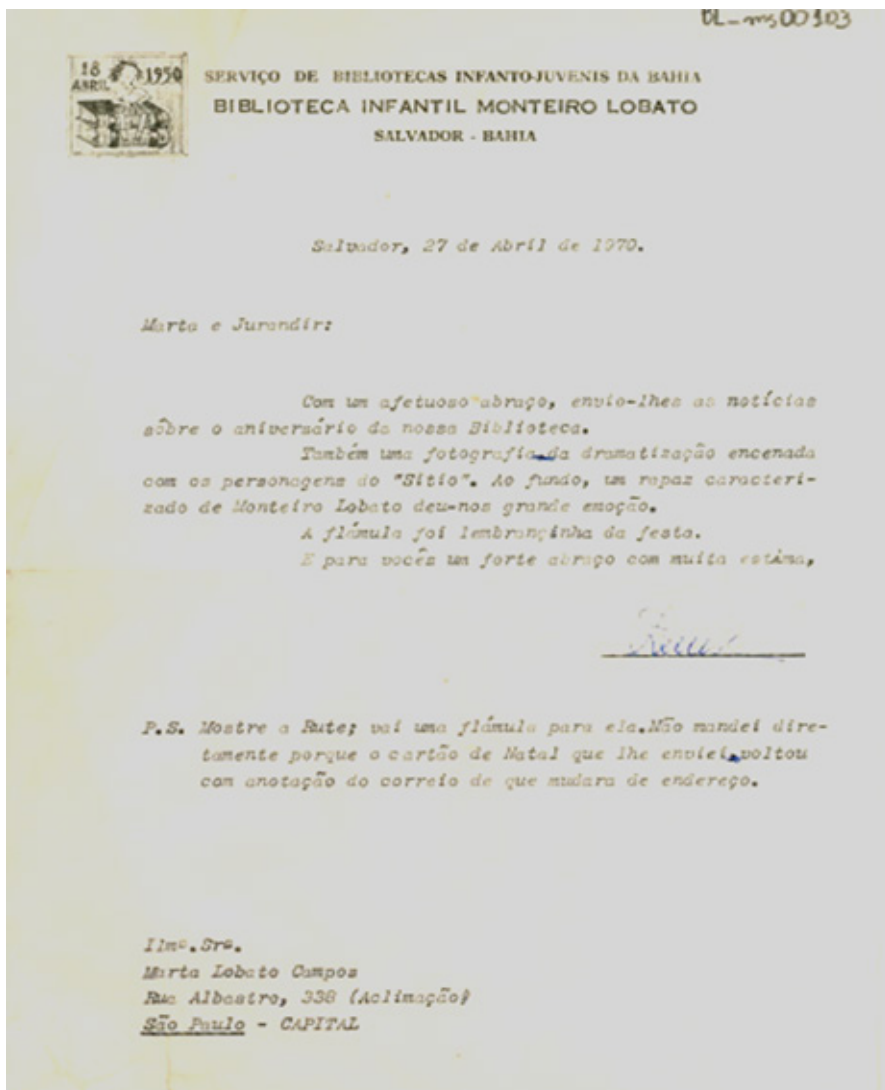 BL_ms00103
18 ABRIL 1950
SERVIÇO DE BIBLIOTECAS INFANTO-JUVENIS DA BAHIA
BIBLIOTECA INFANTIL MONTEIRO LOBATO
SALVADOR - BAHIA
Salvador, 27 de Abril de 1970.
Marta e Jurandir:
Com um afetuoso abraço, envio-lhes as notícias
sôbre o aniversário da nossa Biblioteca.
Também uma fotografia da dramatização encenada
com os personagens do "Sítio". Ao fundo, um rapaz caracteri-
zado de Monteiro Lobato deu-nos grande emoção.
A flâmula foi lembrançinha da festa.
E para vocês um forte abraço com muita estima,
P.S. Mostre a Rute; vai uma flâmula para ela.Não mandei dire-
tamente porque o cartão de Natal que lhe enviei, voltou
com anotação do correio de que mudara de endereço.
Ilmª.Srª.
Marta Lobato Campos
Rua Albastro, 338 (Aclimação)
São Paulo - CAPITAL